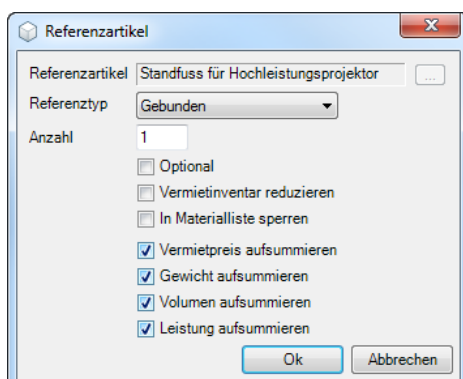 Referenzartikel
Referenzartikel Standfuss für Hochleistungsprojektor ...
Referenztyp Gebunden
Anzahl 1
Optional
Vermietinventar reduzieren
In Materialliste sperren
Vermietpreis aufsummieren
Gewicht aufsummieren
Volumen aufsummieren
Leistung aufsummieren
Ok Abbrechen